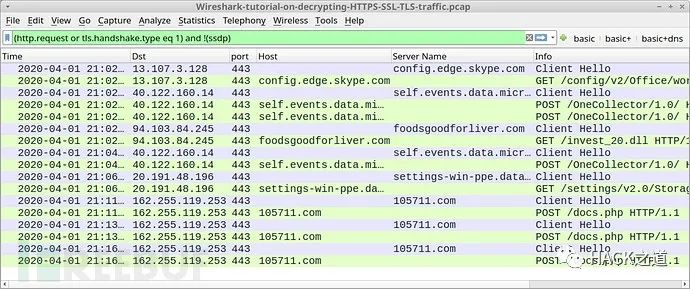 Wireshark-tutorial-on-decrypting-HTTPS-SSL-TLS-traffic.pcap
File Edit View Go Capture Analyze Statistics Telephony Wireless Tools Help
(http.request or tls.handshake.type eq 1) and !(ssdp) basic basic+ basic+dns
Time Dst port Host Server Name Info
2020-04-01 21:02… 13.107.3.128 443 config.edge.skype.com Client Hello
2020-04-01 21:02… 13.107.3.128 443 config.edge.skype.com GET /config/v2/Office/wor
2020-04-01 21:02… 40.122.160.14 443 self.events.data.micr… Client Hello
2020-04-01 21:02… 40.122.160.14 443 self.events.data.mi… POST /OneCollector/1.0/ H
2020-04-01 21:02… 40.122.160.14 443 self.events.data.mi… POST /OneCollector/1.0/ H
2020-04-01 21:02… 94.103.84.245 443 foodsgoodforliver.com Client Hello
2020-04-01 21:02… 94.103.84.245 443 foodsgoodforliver.com GET /invest_20.dll HTTP/1
2020-04-01 21:04… 40.122.160.14 443 self.events.data.micr… Client Hello
2020-04-01 21:04… 40.122.160.14 443 self.events.data.mi… POST /OneCollector/1.0/ H
2020-04-01 21:06… 20.191.48.196 443 settings-win-ppe.dat… Client Hello
2020-04-01 21:06… 20.191.48.196 443 settings-win-ppe.da… GET /settings/v2.0/Storag
2020-04-01 21:11… 162.255.119.253 443 105711.com Client Hello
2020-04-01 21:11… 162.255.119.253 443 105711.com POST /docs.php HTTP/1.1
2020-04-01 21:13… 162.255.119.253 443 105711.com Client Hello
2020-04-01 21:13… 162.255.119.253 443 105711.com POST /docs.php HTTP/1.1
2020-04-01 21:16… 162.255.119.253 443 105711.com Client Hello
2020-04-01 21:16… 162.255.119.253 443 105711.com POST /docs.php HTTP/1.1
HACK之道